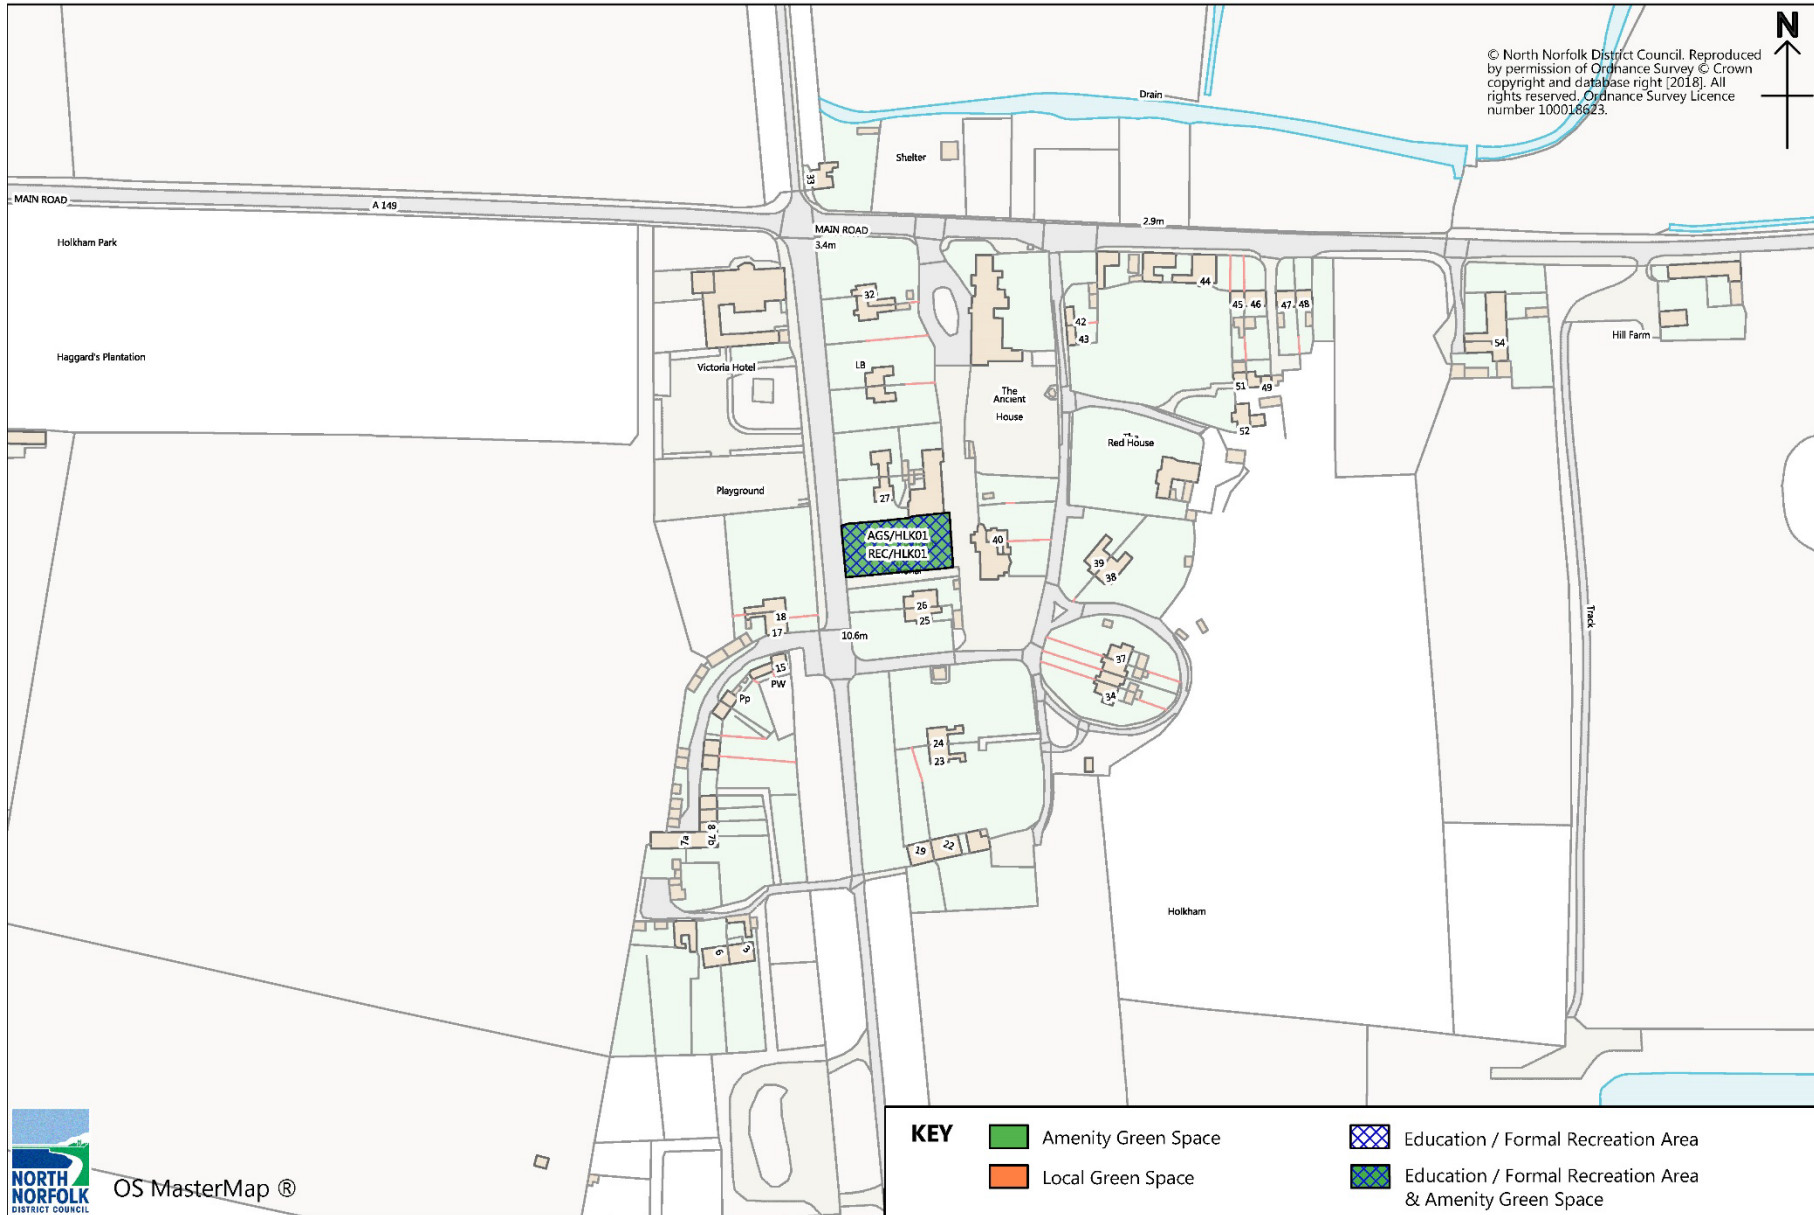 N
© North Norfolk District Council. Reproduced
by permission of Ordnance Survey © Crown
copyright and database right [2018]. All
rights reserved. Ordnance Survey Licence
number 100018623.
Drain
Shelter
33
MAIN ROAD
A 149
MAIN ROAD
3.4m
2.9m
Holkham Park
Haggard's Plantation
Victoria Hotel
Playground
32
LB
27
The
Ancient
House
42
43
44
45
46
47
48
51
49
52
54
Hill Farm
The
Red House
AGS/HLK01
REC/HLK01
40
39
38
26
25
18
17
10.6m
15
PW
Pp
37
34
24
23
19
22
7a
8
7b
6
3
Holkham
Track
NORTH
NORFOLK
DISTRICT COUNCIL
OS MasterMap ®
KEY
Amenity Green Space
Local Green Space
Education / Formal Recreation Area
Education / Formal Recreation Area
& Amenity Green Space